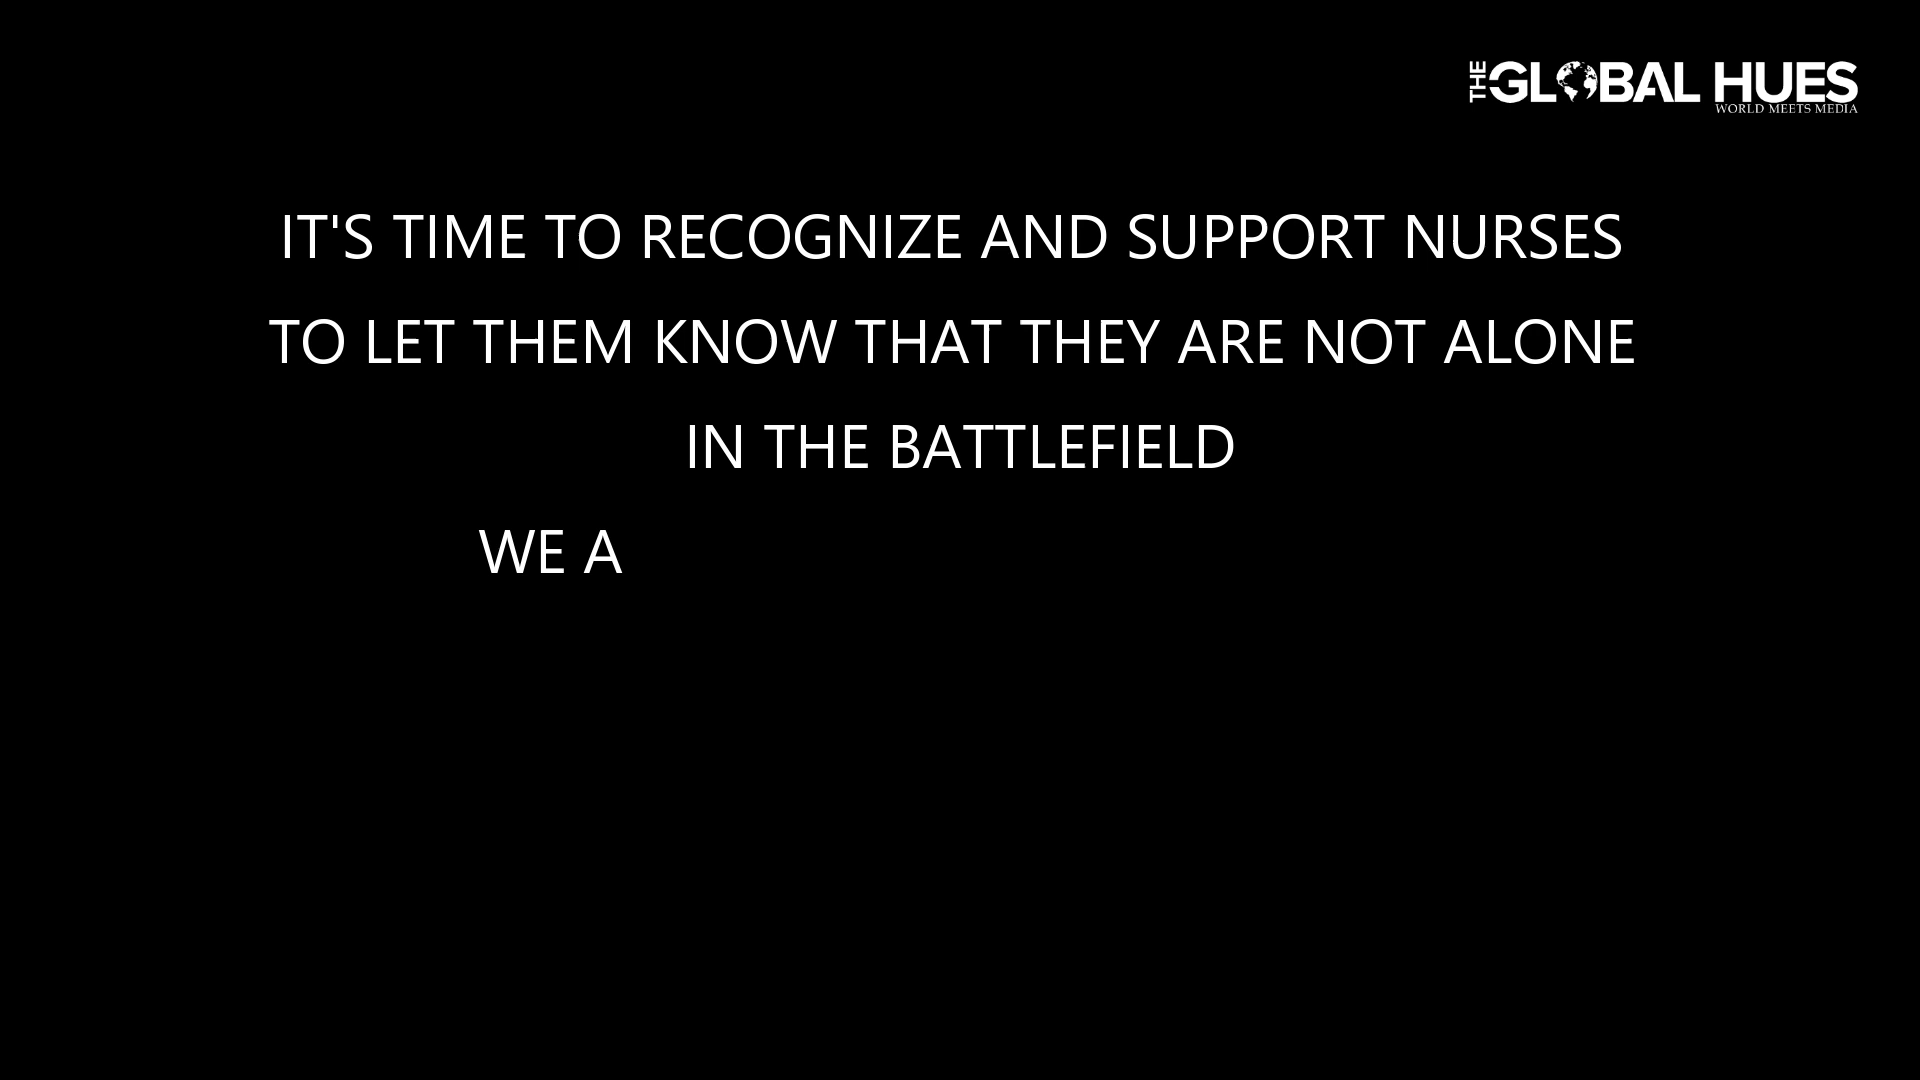 THE GLOBAL HUES
WORLD MEETS MEDIA
IT'S TIME TO RECOGNIZE AND SUPPORT NURSES
TO LET THEM KNOW THAT THEY ARE NOT ALONE
IN THE BATTLEFIELD
WE A